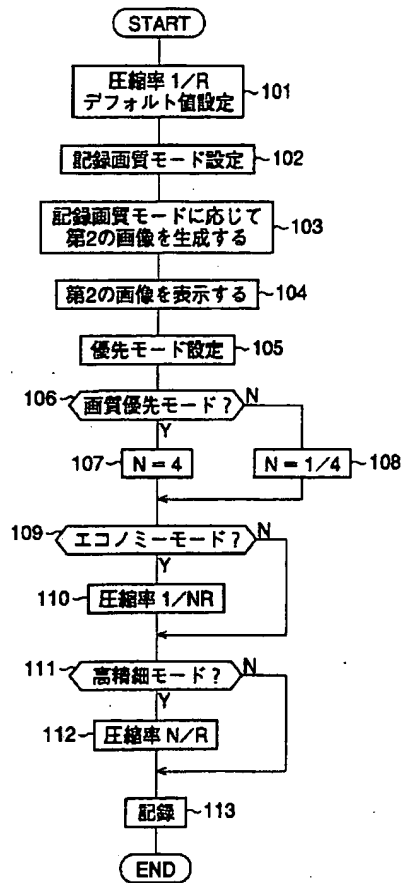 START
圧縮率 1/R
デフォルト値設定
101
記録画質モード設定
102
記録画質モードに応じて
第2の画像を生成する
103
第2の画像を表示する
104
優先モード設定
105
106
画質優先モード?
N
Y
107
N = 4
N = 1/4
108
109
エコノミーモード?
N
Y
110
圧縮率 1/NR
111
高精細モード?
N
Y
112
圧縮率 N/R
記録
113
END